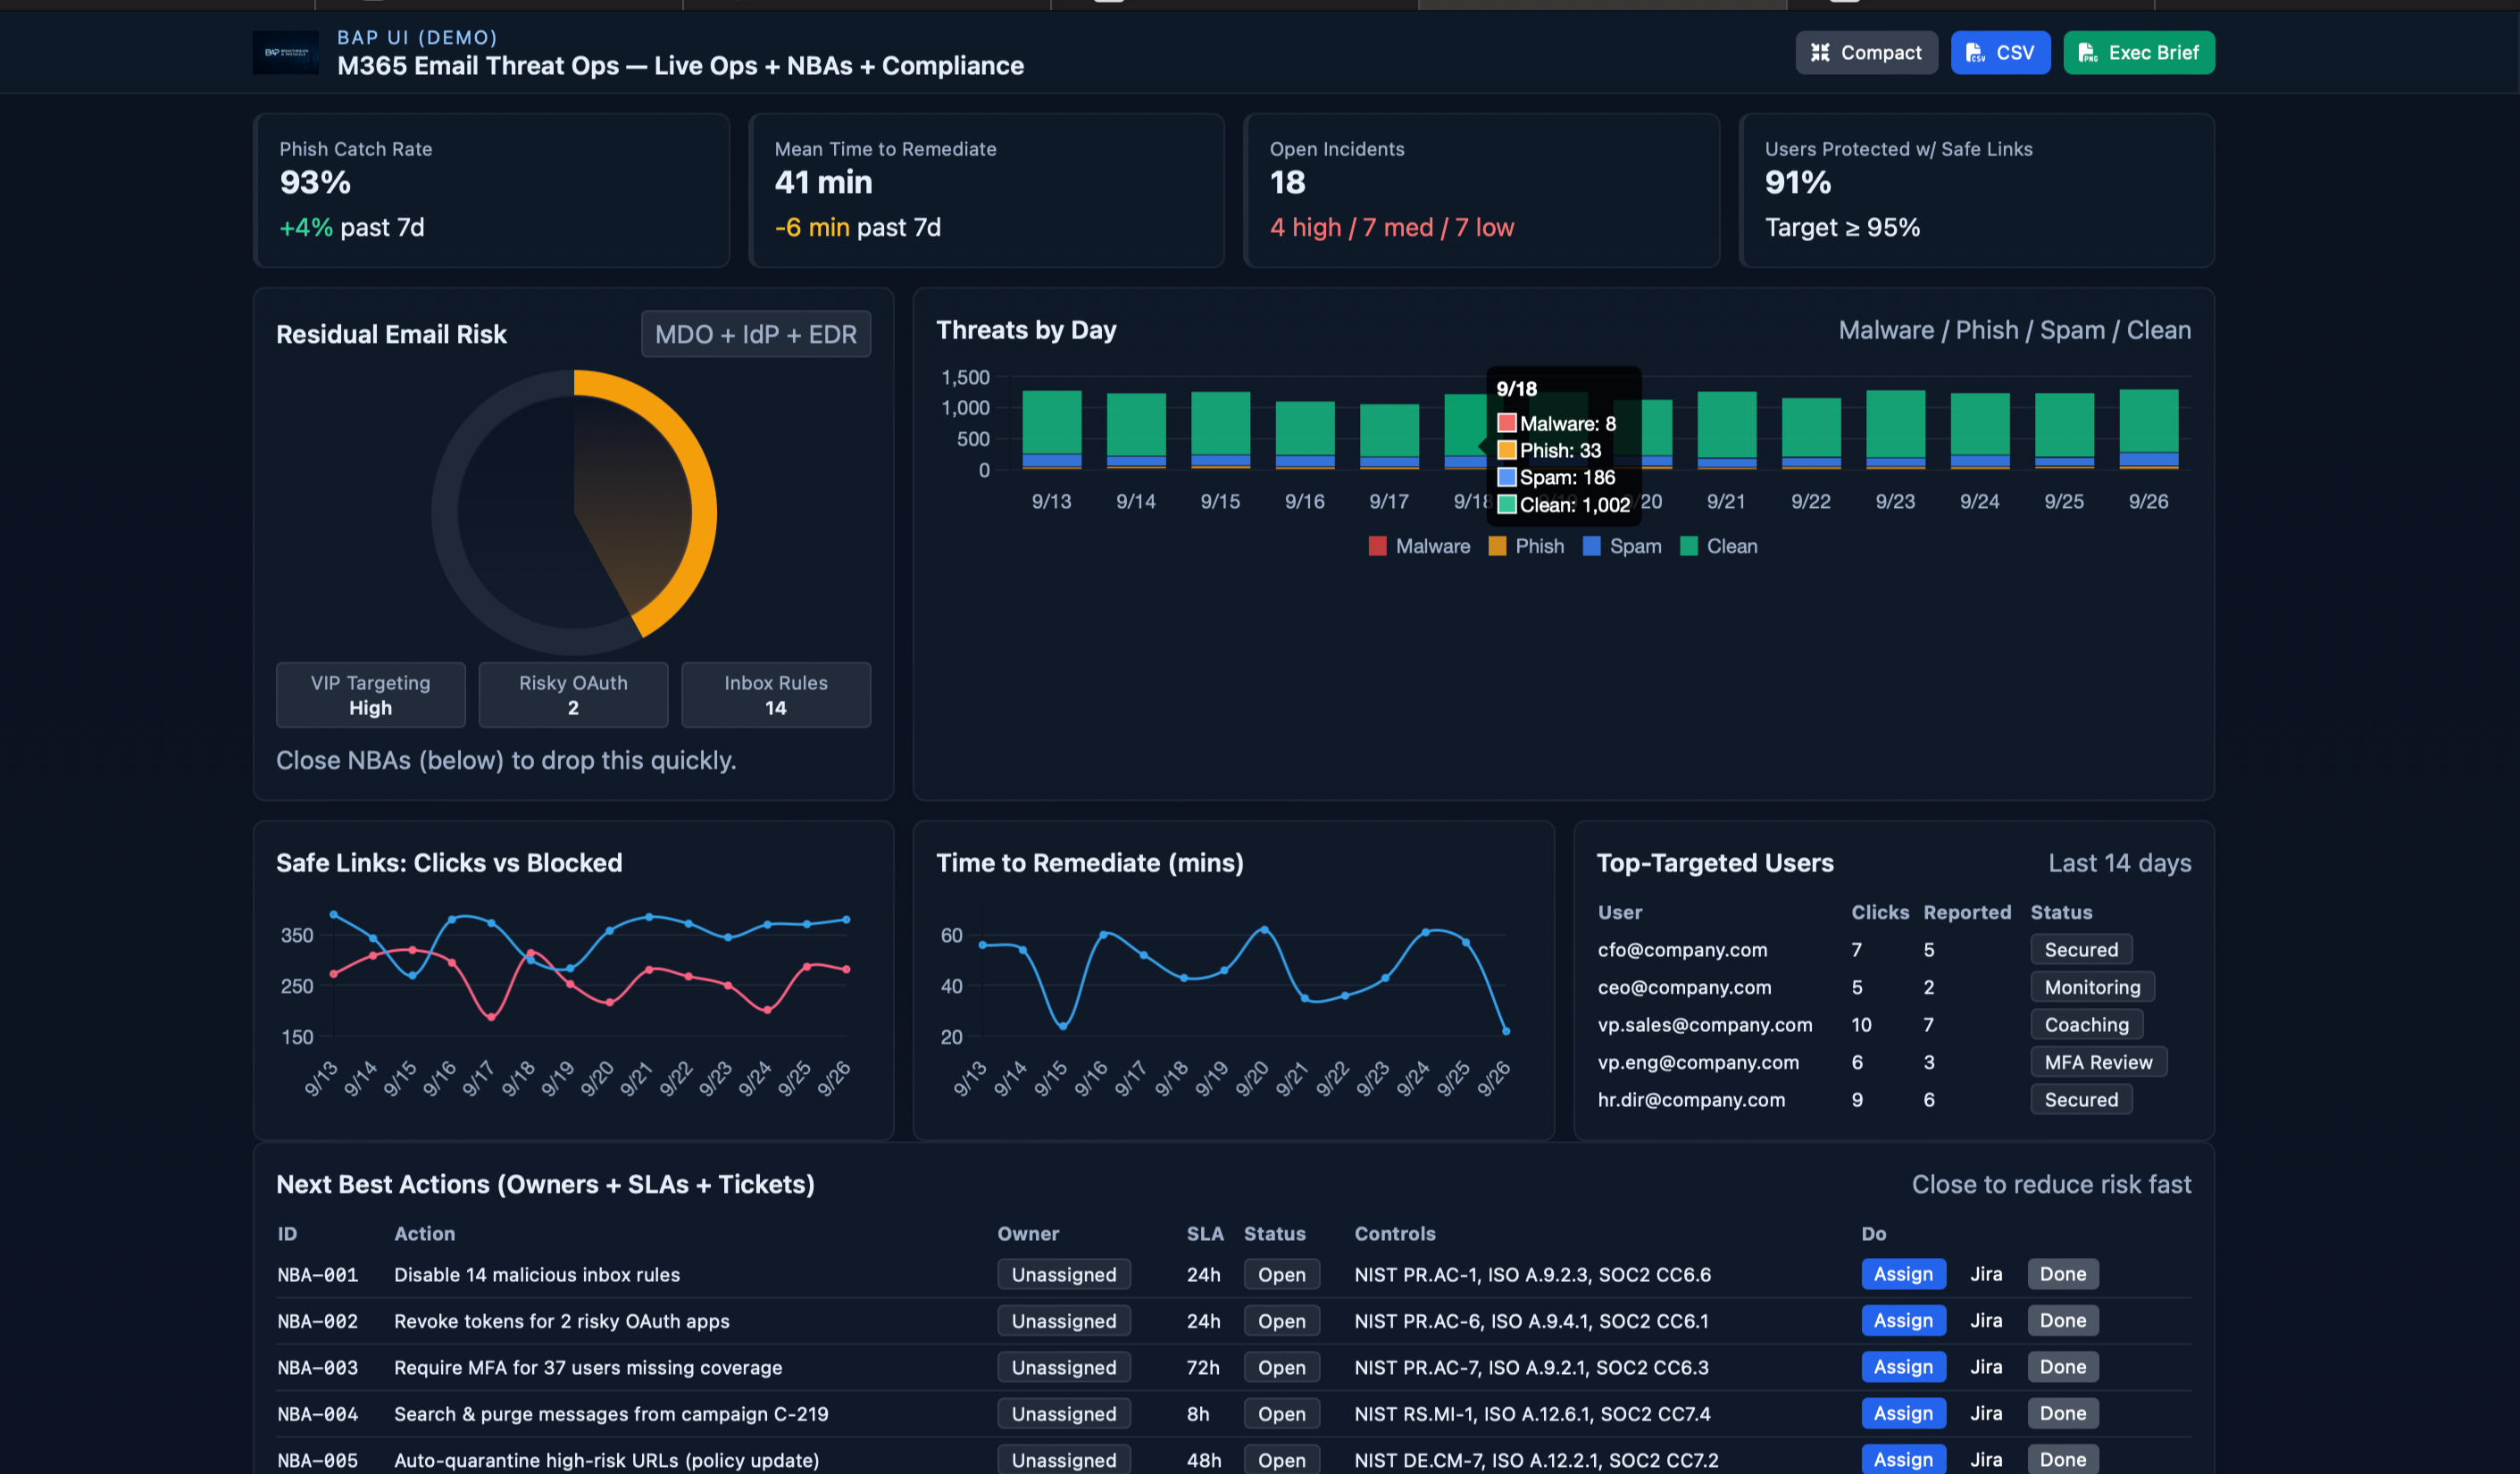 BAP UI (DEMO)
M365 Email Threat Ops — Live Ops + NBAs + Compliance
Compact
CSV
Exec Brief
Phish Catch Rate
93%
+4% past 7d
Mean Time to Remediate
41 min
-6 min past 7d
Open Incidents
18
4 high / 7 med / 7 low
Users Protected w/ Safe Links
91%
Target ≥ 95%
Residual Email Risk
MDO + IdP + EDR
VIP Targeting
High
Risky OAuth
2
Inbox Rules
14
Close NBAs (below) to drop this quickly.
Threats by Day
Malware / Phish / Spam / Clean
1,500
1,000
500
0
9/18
Malware: 8
Phish: 33
Spam: 186
Clean: 1,002
9/13 9/14 9/15 9/16 9/17 9/18 9/19 9/20 9/21 9/22 9/23 9/24 9/25 9/26
Malware Phish Spam Clean
Safe Links: Clicks vs Blocked
350
250
150
9/13 9/14 9/15 9/16 9/17 9/18 9/19 9/20 9/21 9/22 9/23 9/24 9/25 9/26
Time to Remediate (mins)
60
40
20
9/13 9/14 9/15 9/16 9/17 9/18 9/19 9/20 9/21 9/22 9/23 9/24 9/25 9/26
Top-Targeted Users
Last 14 days
User Clicks Reported Status
cfo@company.com 7 5 Secured
ceo@company.com 5 2 Monitoring
vp.sales@company.com 10 7 Coaching
vp.eng@company.com 6 3 MFA Review
hr.dir@company.com 9 6 Secured
Next Best Actions (Owners + SLAs + Tickets)
Close to reduce risk fast
ID Action Owner SLA Status Controls Do
NBA-001 Disable 14 malicious inbox rules Unassigned 24h Open NIST PR.AC-1, ISO A.9.2.3, SOC2 CC6.6 Assign Jira Done
NBA-002 Revoke tokens for 2 risky OAuth apps Unassigned 24h Open NIST PR.AC-6, ISO A.9.4.1, SOC2 CC6.1 Assign Jira Done
NBA-003 Require MFA for 37 users missing coverage Unassigned 72h Open NIST PR.AC-7, ISO A.9.2.1, SOC2 CC6.3 Assign Jira Done
NBA-004 Search & purge messages from campaign C-219 Unassigned 8h Open NIST RS.MI-1, ISO A.12.6.1, SOC2 CC7.4 Assign Jira Done
NBA-005 Auto-quarantine high-risk URLs (policy update) Unassigned 48h Open NIST DE.CM-7, ISO A.12.2.1, SOC2 CC7.2 Assign Jira Done